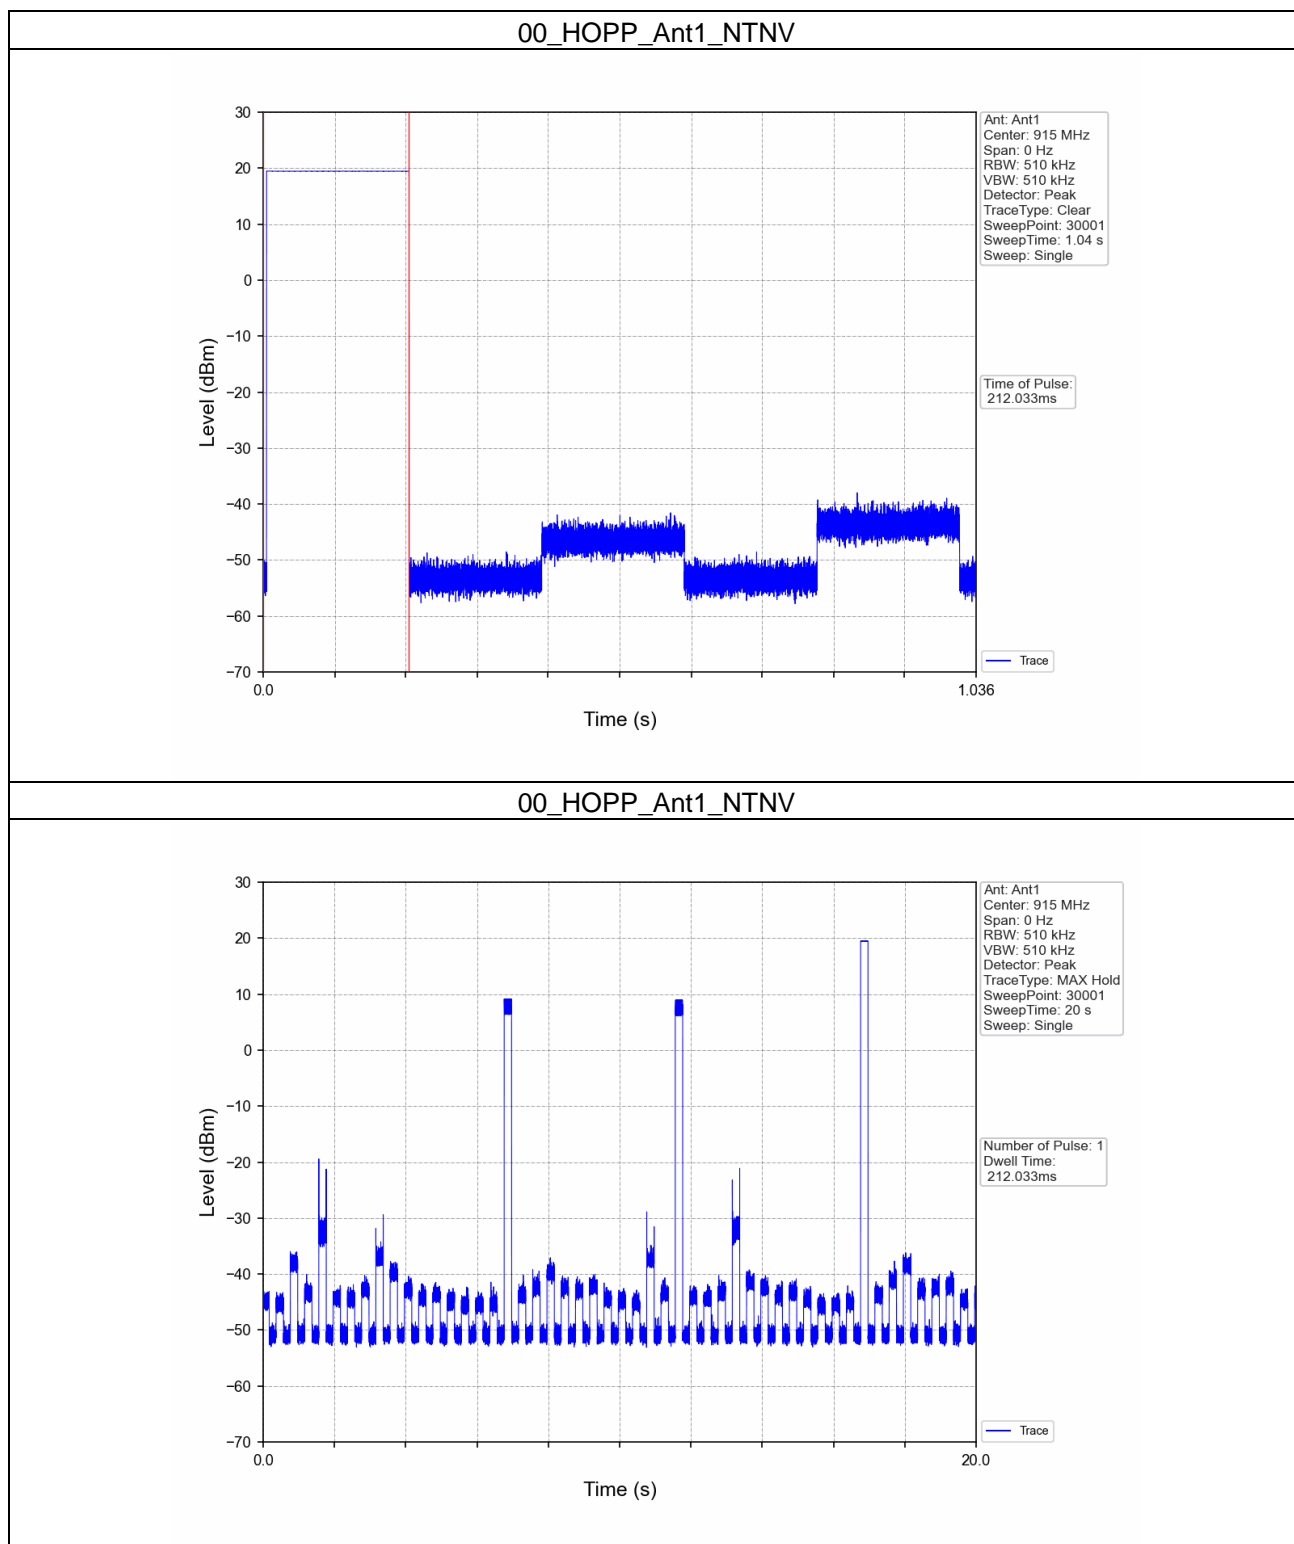 00_HOPP_Ant1_NTNV
30
20
10
0
−10
−20
−30
−40
−50
−60
−70
Level (dBm)
0.0
1.036
Time (s)
Ant: Ant1
Center: 915 MHz
Span: 0 Hz
RBW: 510 kHz
VBW: 510 kHz
Detector: Peak
TraceType: Clear
SweepPoint: 30001
SweepTime: 1.04 s
Sweep: Single
Time of Pulse:
212.033ms
Trace
00_HOPP_Ant1_NTNV
30
20
10
0
−10
−20
−30
−40
−50
−60
−70
Level (dBm)
0.0
20.0
Time (s)
Ant: Ant1
Center: 915 MHz
Span: 0 Hz
RBW: 510 kHz
VBW: 510 kHz
Detector: Peak
TraceType: MAX Hold
SweepPoint: 30001
SweepTime: 20 s
Sweep: Single
Number of Pulse: 1
Dwell Time:
212.033ms
Trace